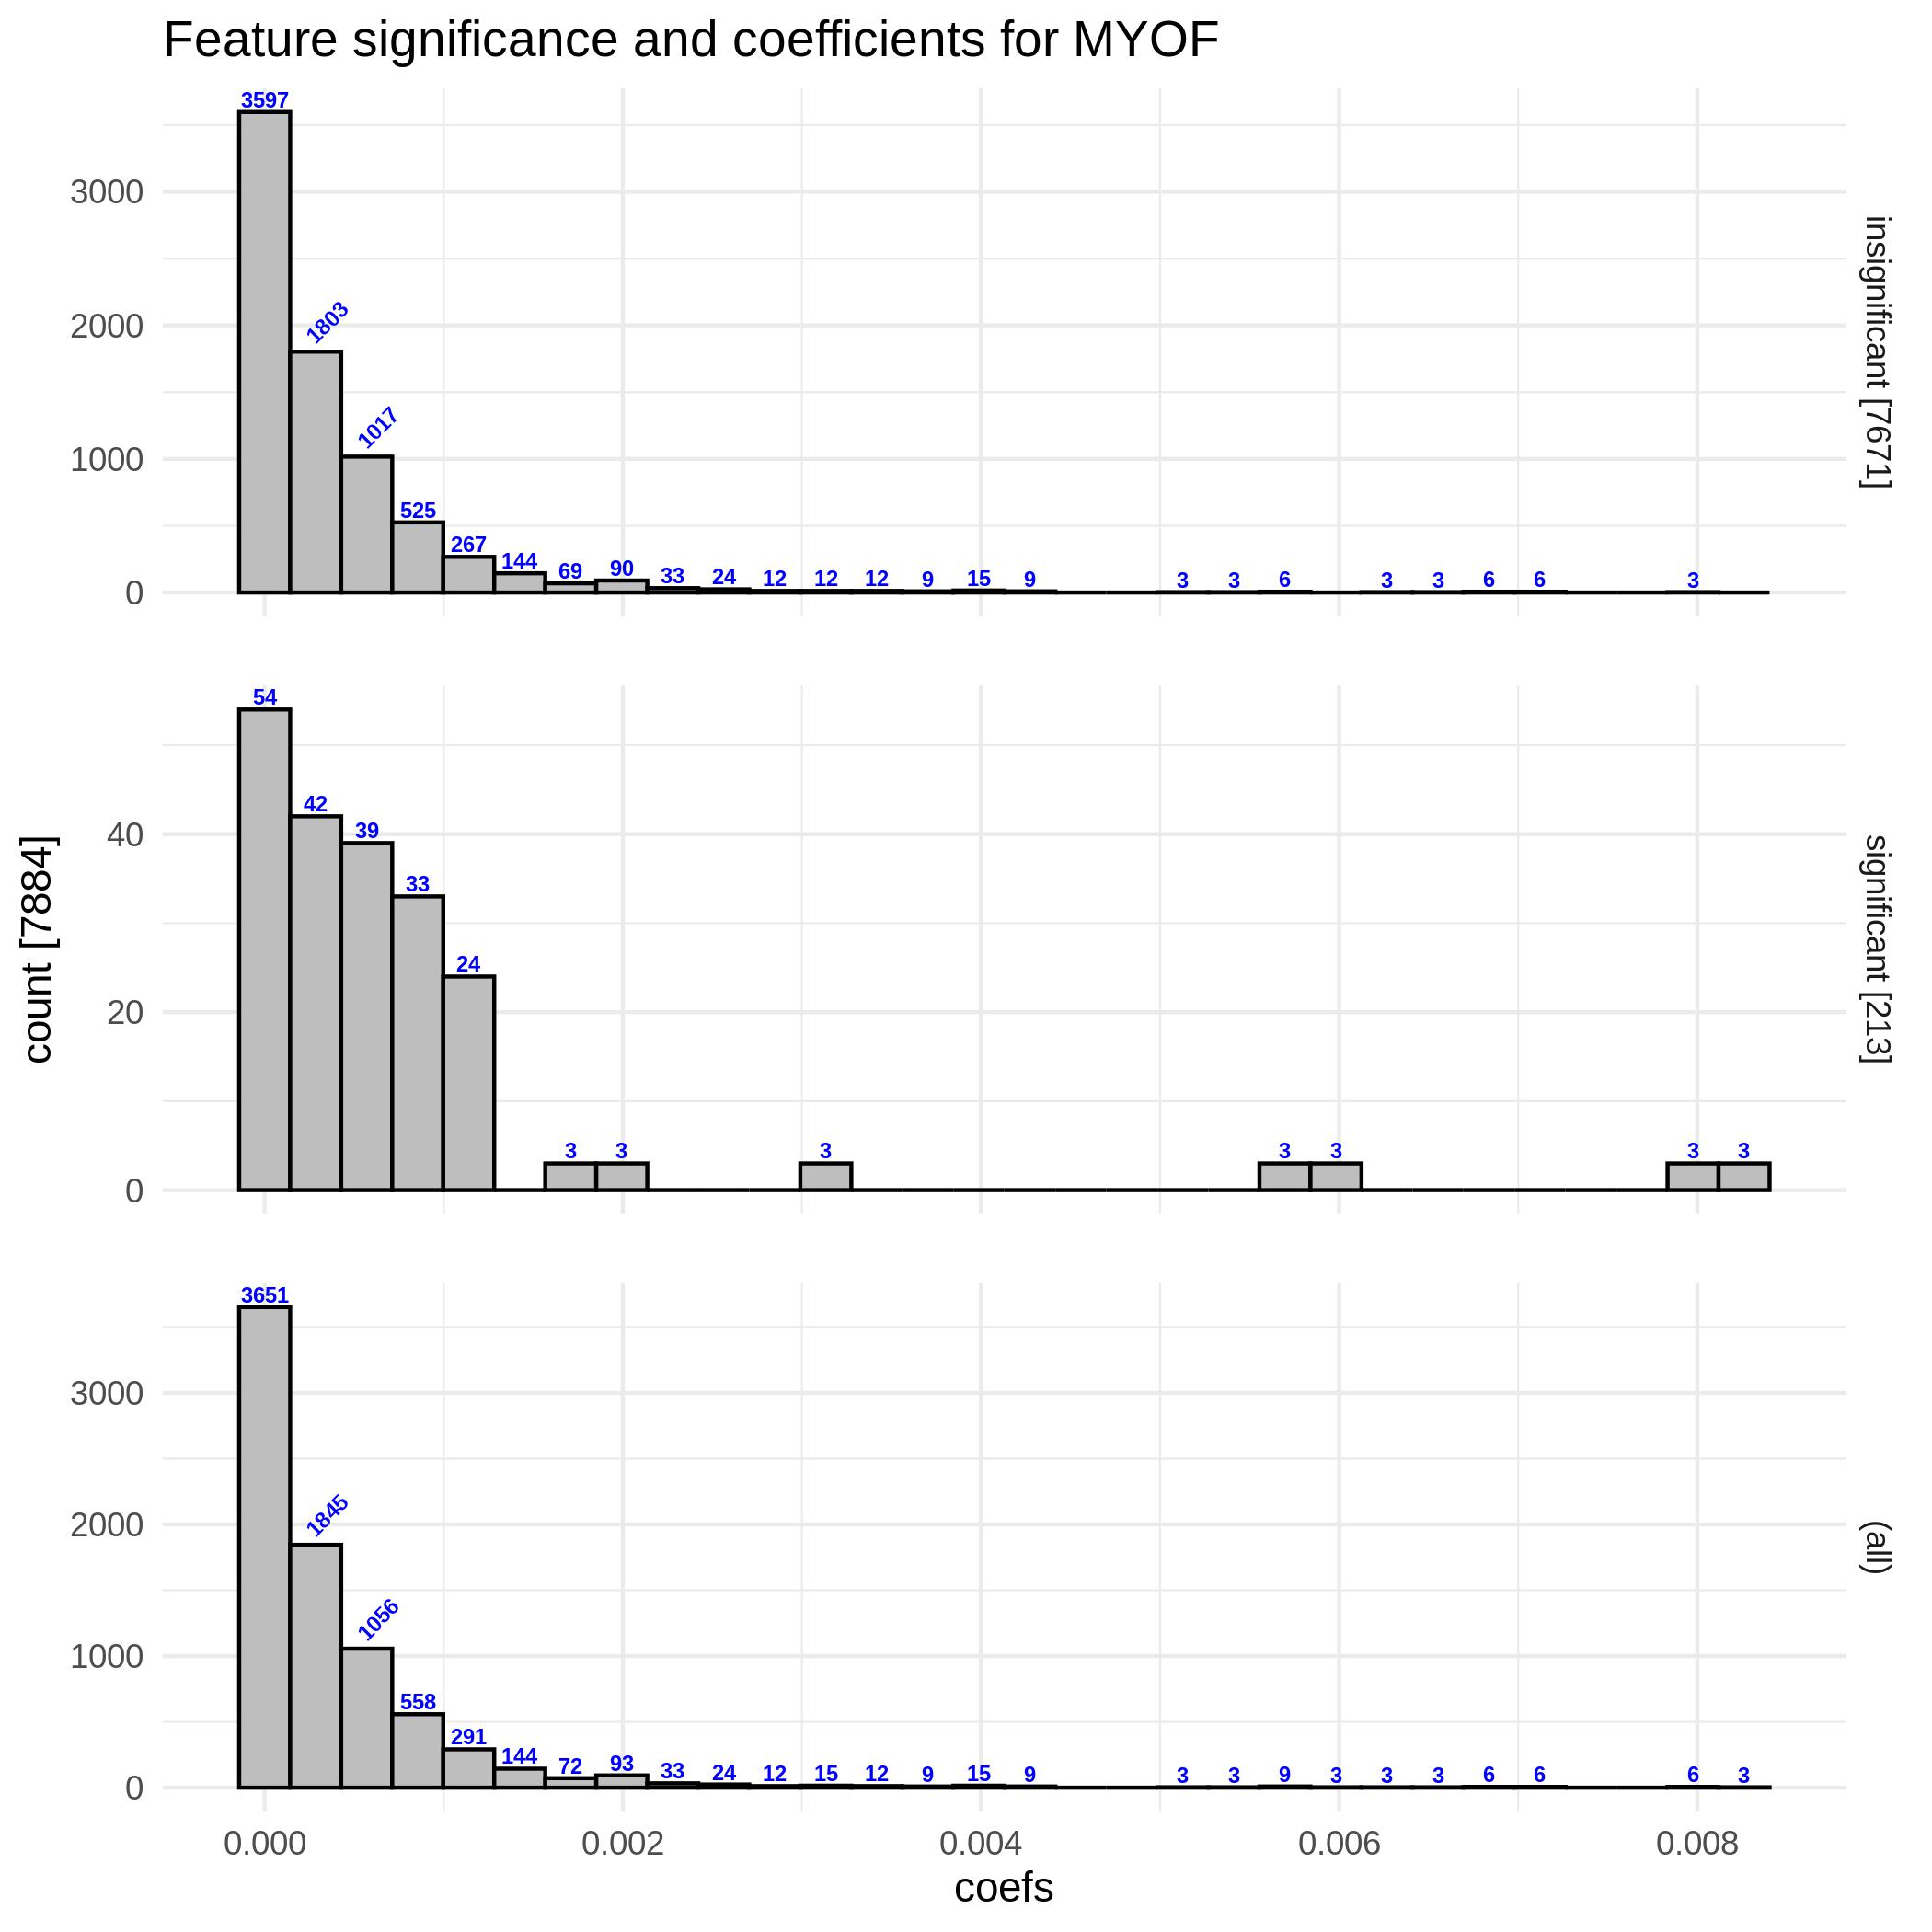 Feature significance and coefficients for MYOF
3597
1803
1017
525 267 144 69 90 33 24 12 12 12 9 15 9 3 3 6 3 3 6 6 3
3000
2000
1000
0
insignificant [7671]
54 42 39 33 24 3 3 3 3 3 3 3
40
20
0
significant [213]
count [7884]
3651
1845
1056
558 291 144 72 93 33 24 12 15 12 9 15 9 3 3 9 3 3 3 6 6 6 3
3000
2000
1000
0
(all)
0.000 0.002 0.004 0.006 0.008
coefs